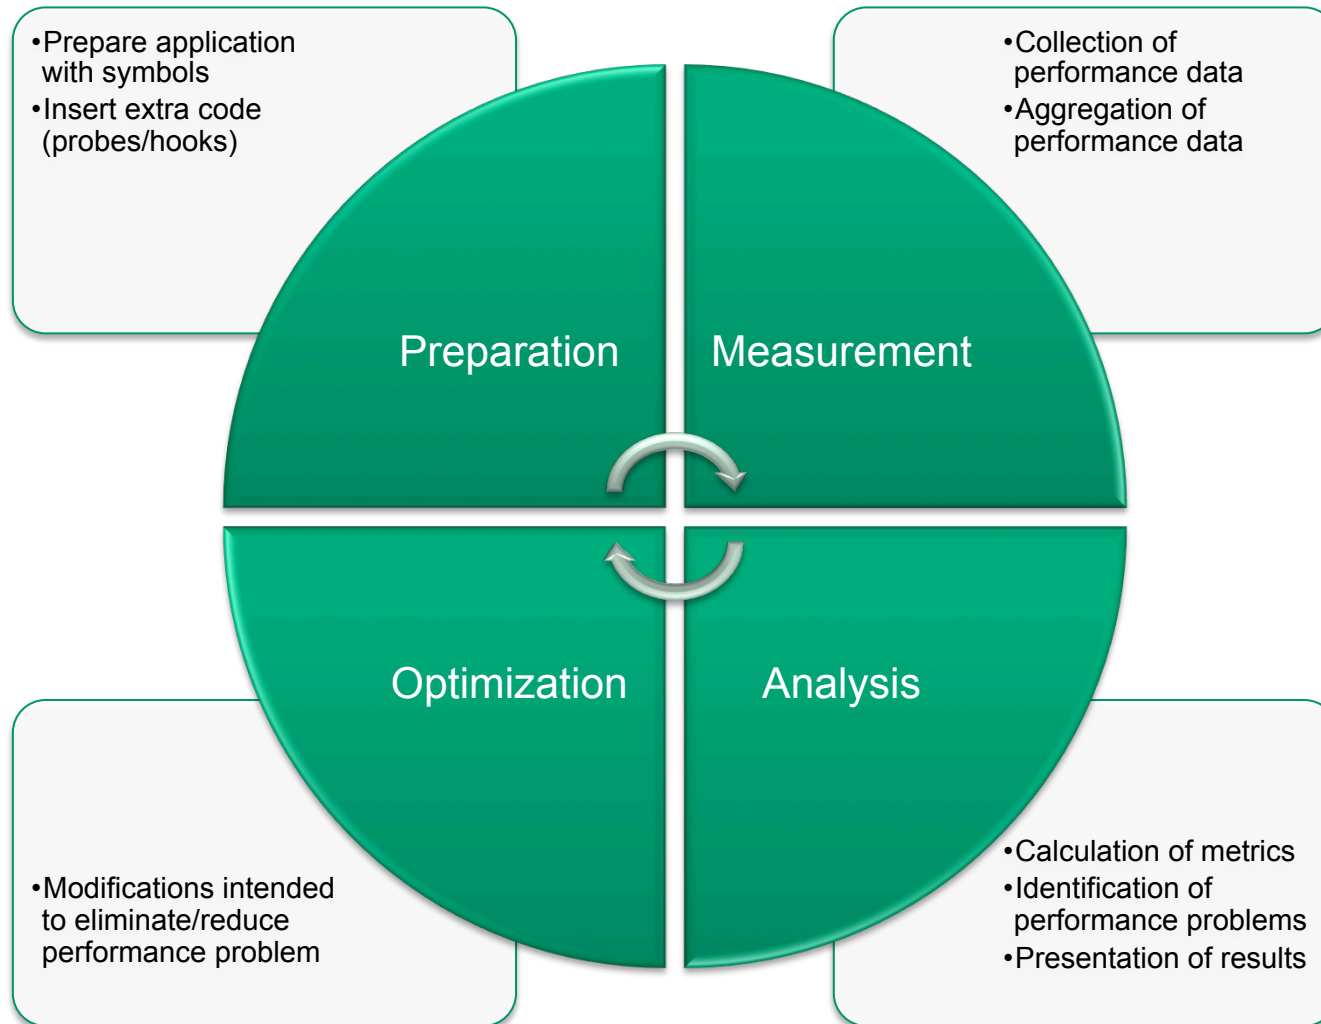 •Prepare application
with symbols
•Insert extra code
(probes/hooks)
•Collection of
performance data
•Aggregation of
performance data
Preparation
Measurement
Optimization
Analysis
•Modifications intended
to eliminate/reduce
performance problem
•Calculation of metrics
•Identification of
performance problems
•Presentation of results